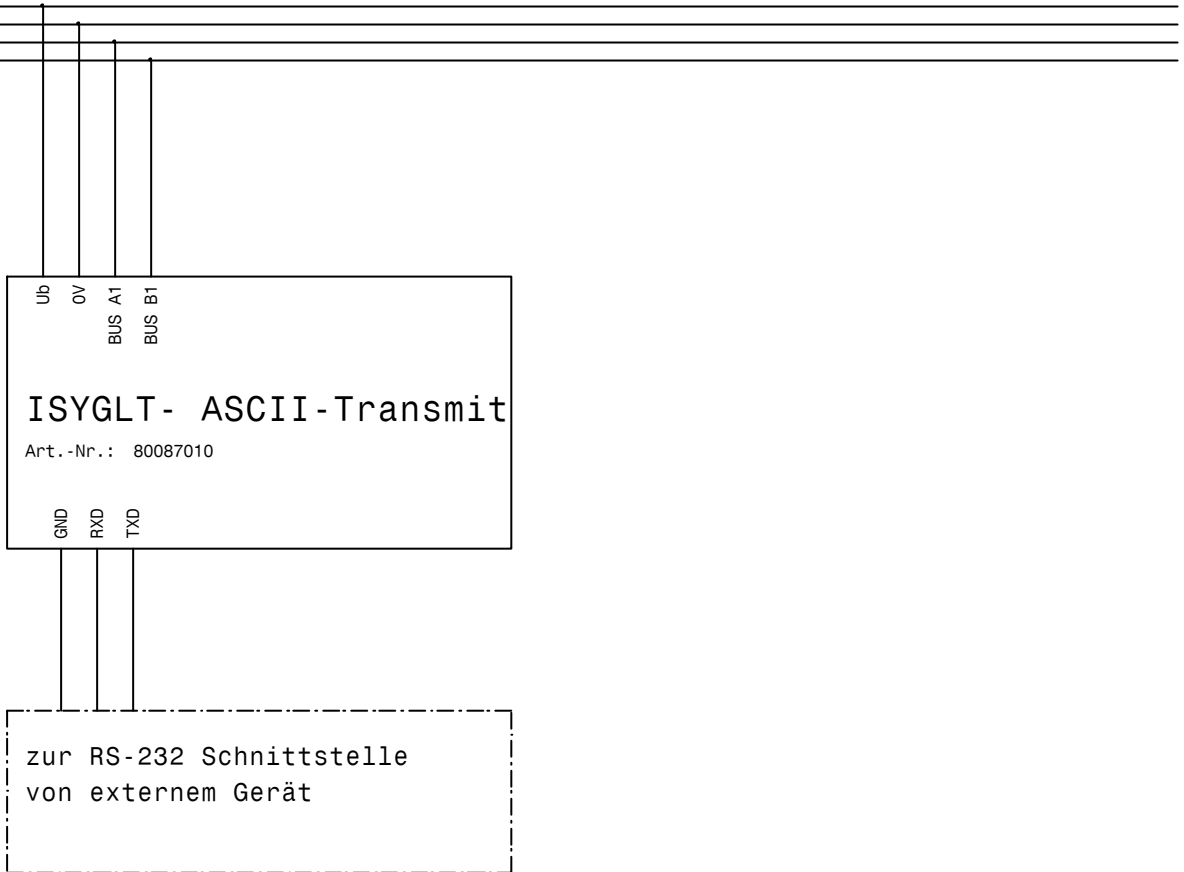 Ub
0V
BUS A1
BUS B1
ISYGLT- ASCII-Transmit
Art.-Nr.: 80087010
GND
RXD
TXD
zur RS-232 Schnittstelle
von externem Gerät